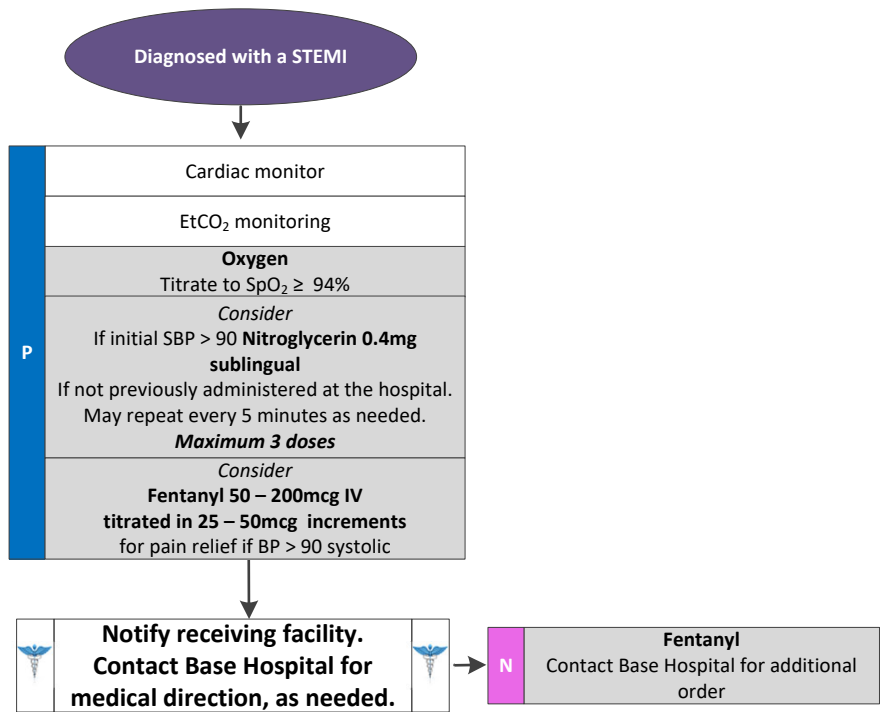 Diagnosed with a STEMI
P
Cardiac monitor
EtCO₂ monitoring
Oxygen
Titrate to SpO₂ ≥ 94%
Consider
If initial SBP > 90 Nitroglycerin 0.4mg
sublingual
If not previously administered at the hospital.
May repeat every 5 minutes as needed.
Maximum 3 doses
Consider
Fentanyl 50 – 200mcg IV
titrated in 25 – 50mcg increments
for pain relief if BP > 90 systolic
Notify receiving facility.
Contact Base Hospital for
medical direction, as needed.
N
Fentanyl
Contact Base Hospital for additional
order